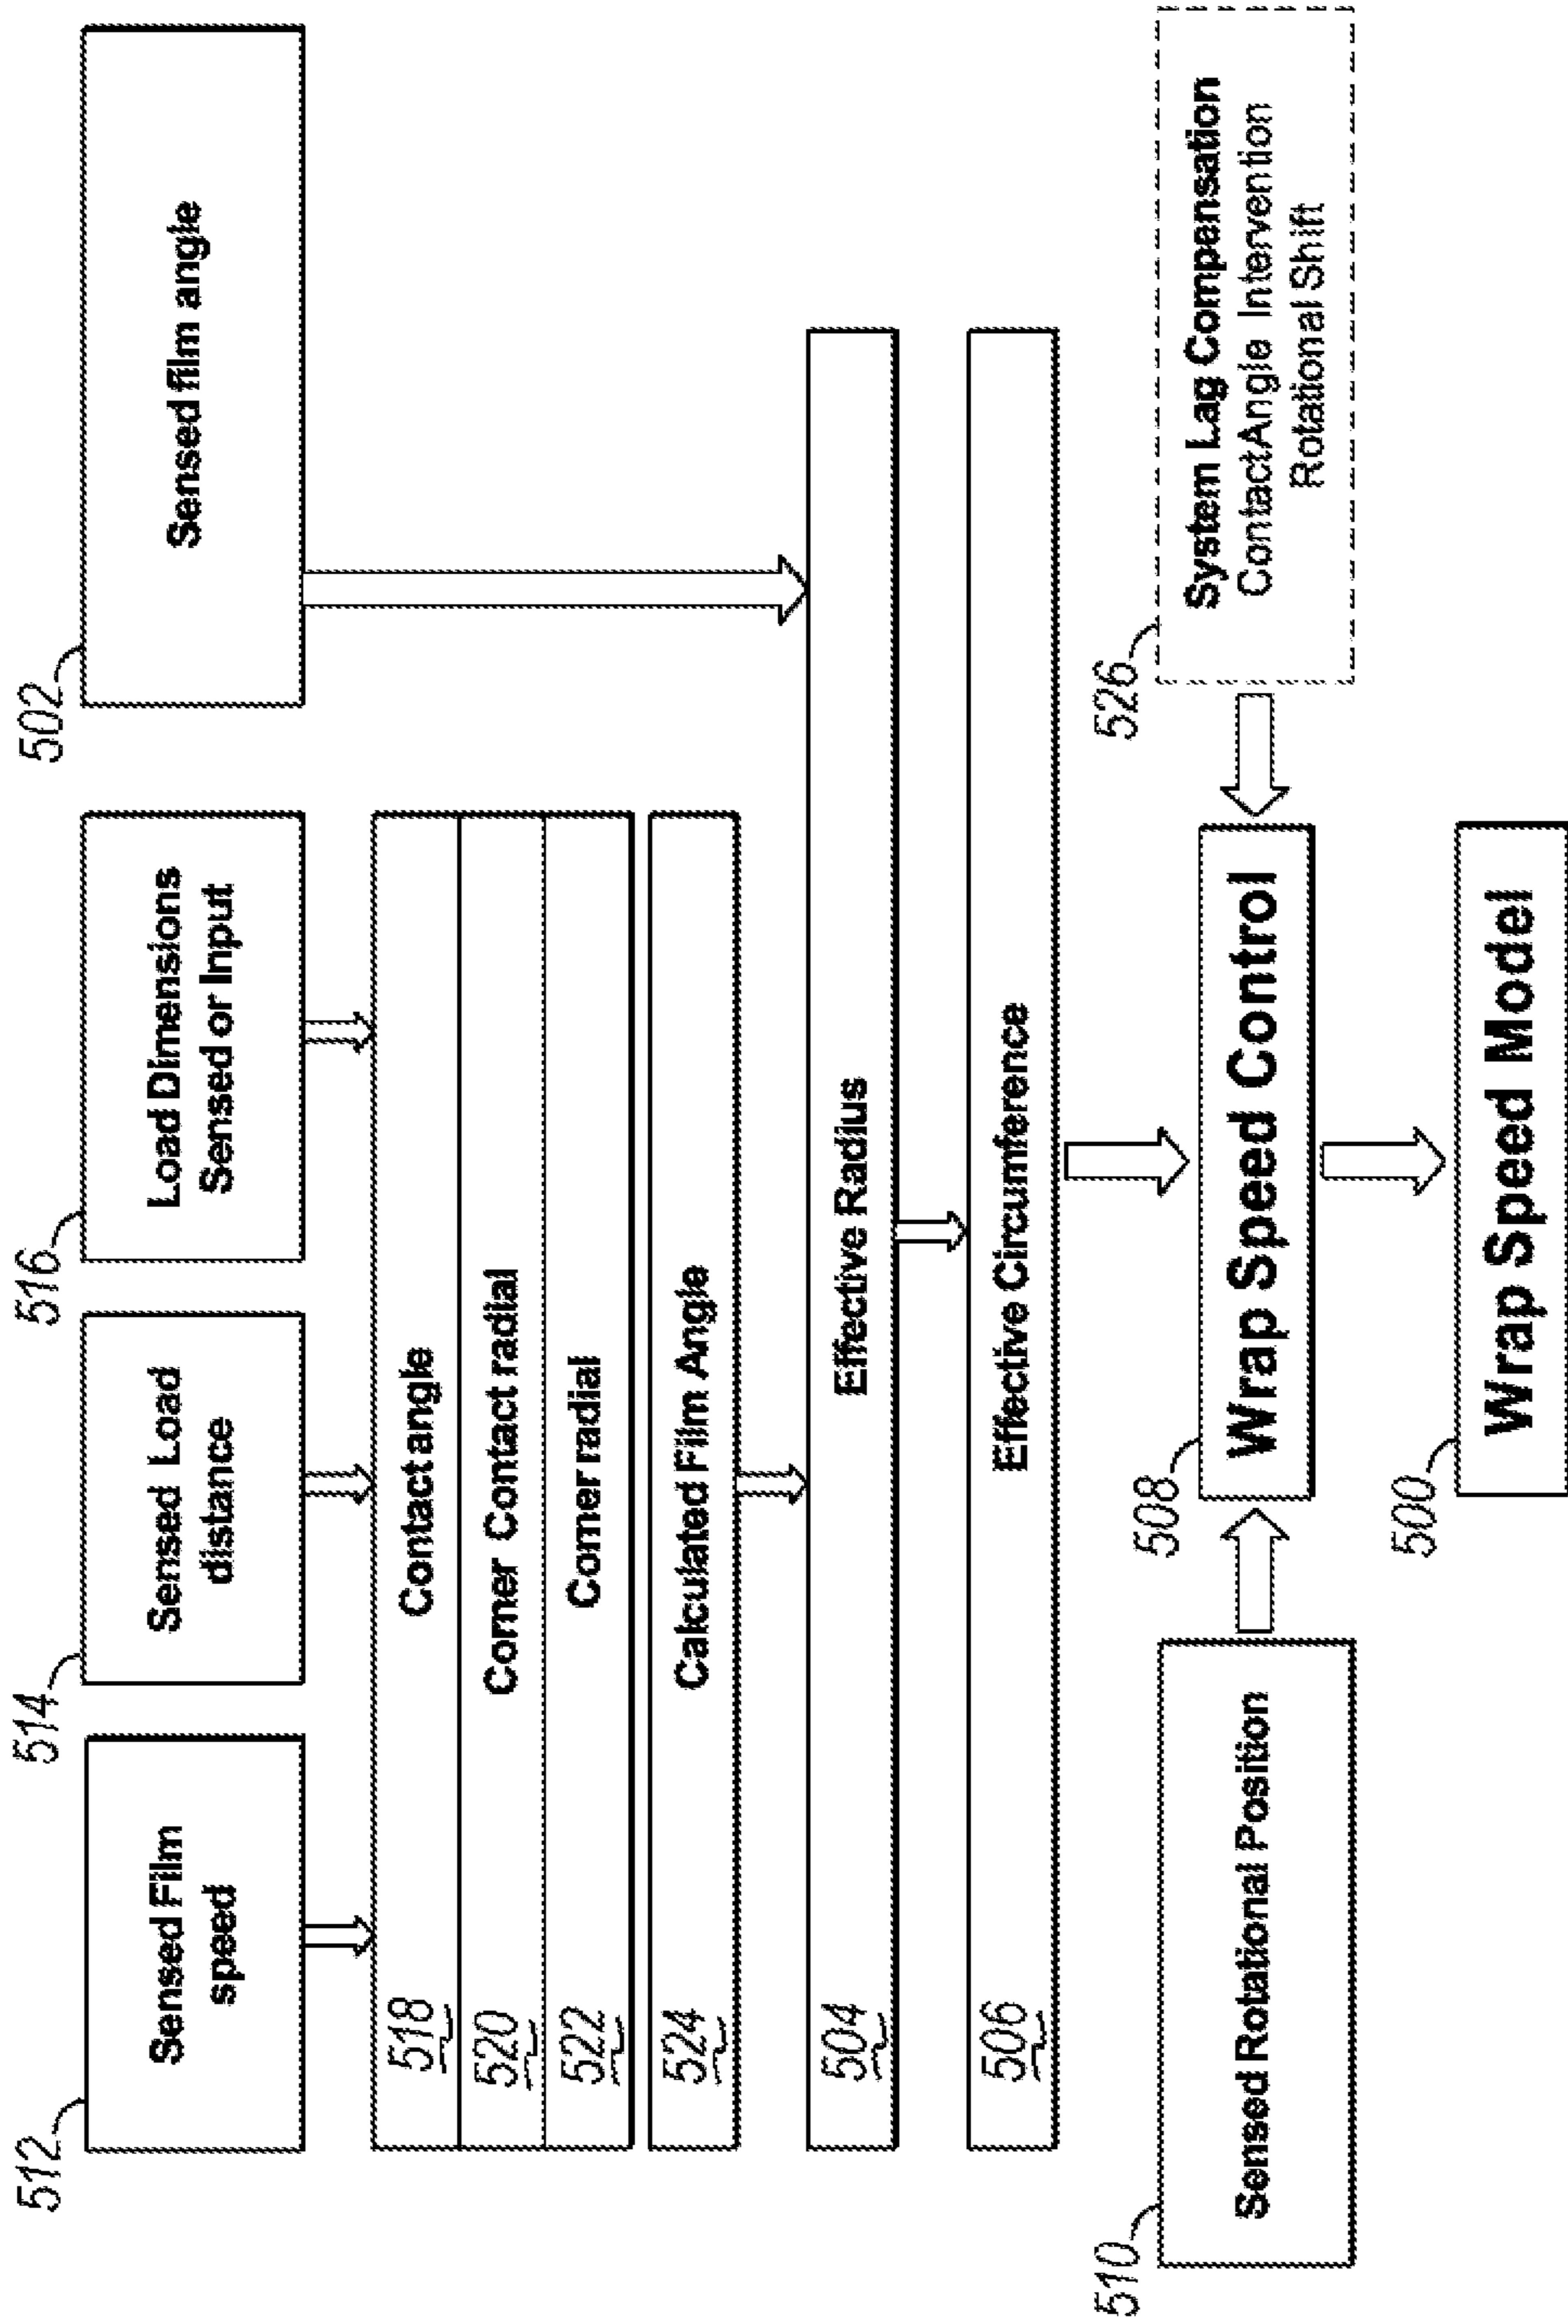 512
Sensed Film
speed
514
Sensed Load
distance
516
Load Dimensions
Sensed or Input
502
Sensed film angle
518
Contact angle
520
Corner Contact radial
522
Corner radial
524
Calculated Film Angle
504
Effective Radius
506
Effective Circumference
510
Sensed Rotational Position
508
Wrap Speed Control
526
System Lag Compensation
Contact Angle Intervention
Rotational Shift
500
Wrap Speed Model